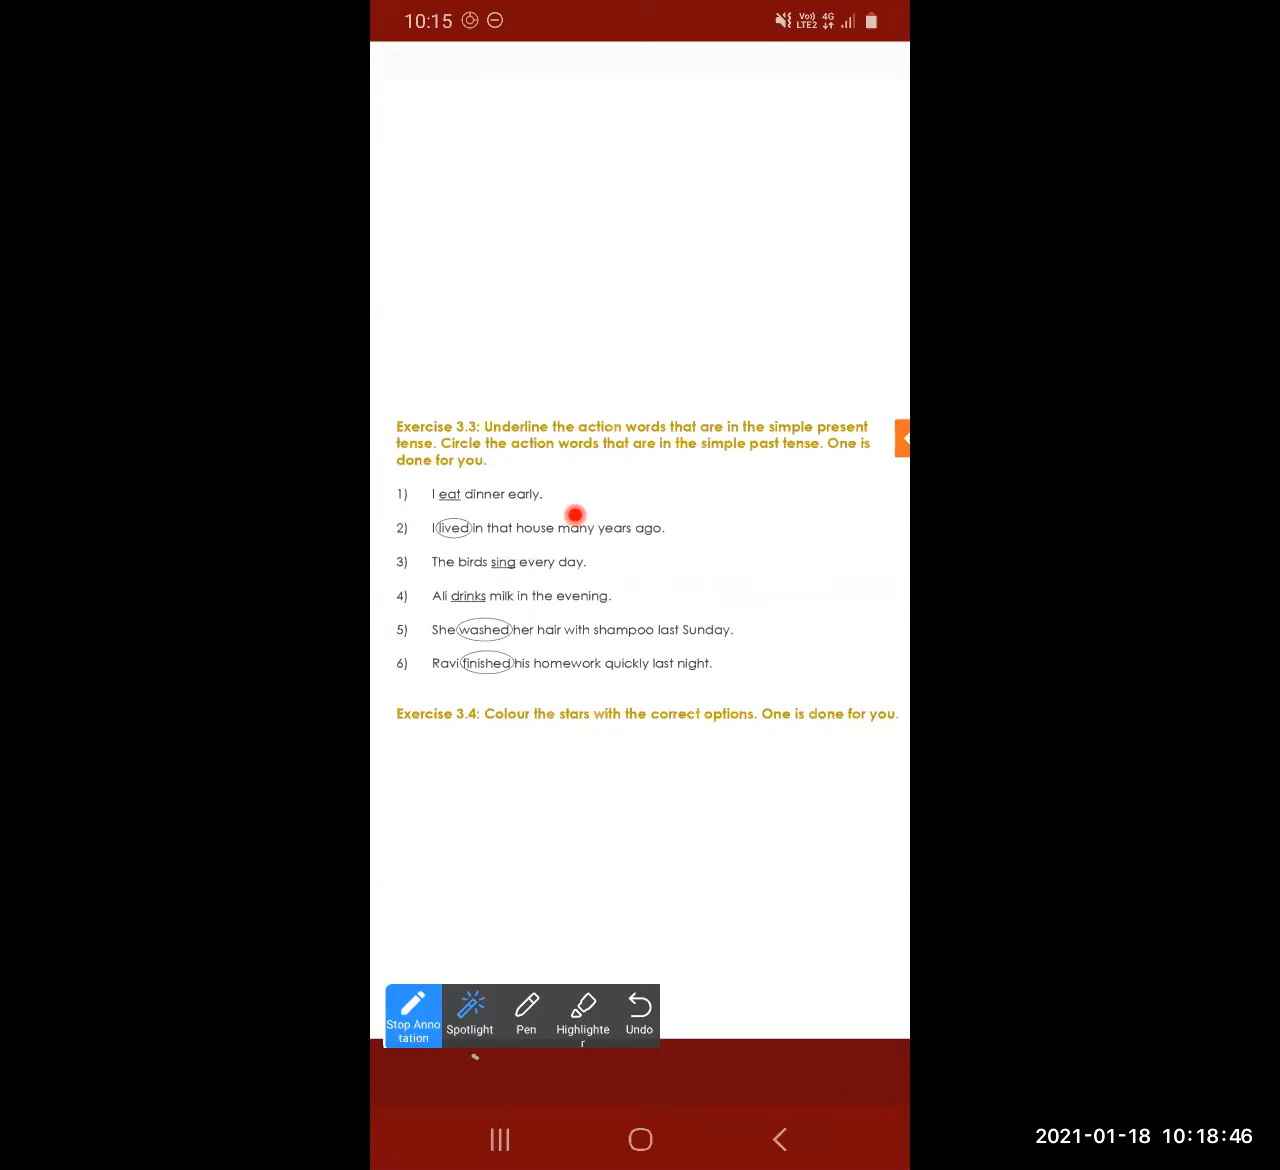 10:15
Vo)) 4G
LTE2
Exercise 3.3: Underline the action words that are in the simple present
tense. Circle the action words that are in the simple past tense. One is
done for you.
1) I eat dinner early.
2) I lived in that house many years ago.
3) The birds sing every day.
4) Ali drinks milk in the evening.
5) She washed her hair with shampoo last Sunday.
6) Ravi finished his homework quickly last night.
Exercise 3.4: Colour the stars with the correct options. One is done for you.
Stop Anno
tation
Spotlight
Pen
Highlighte
r
Undo
2021-01-18 10:18:46